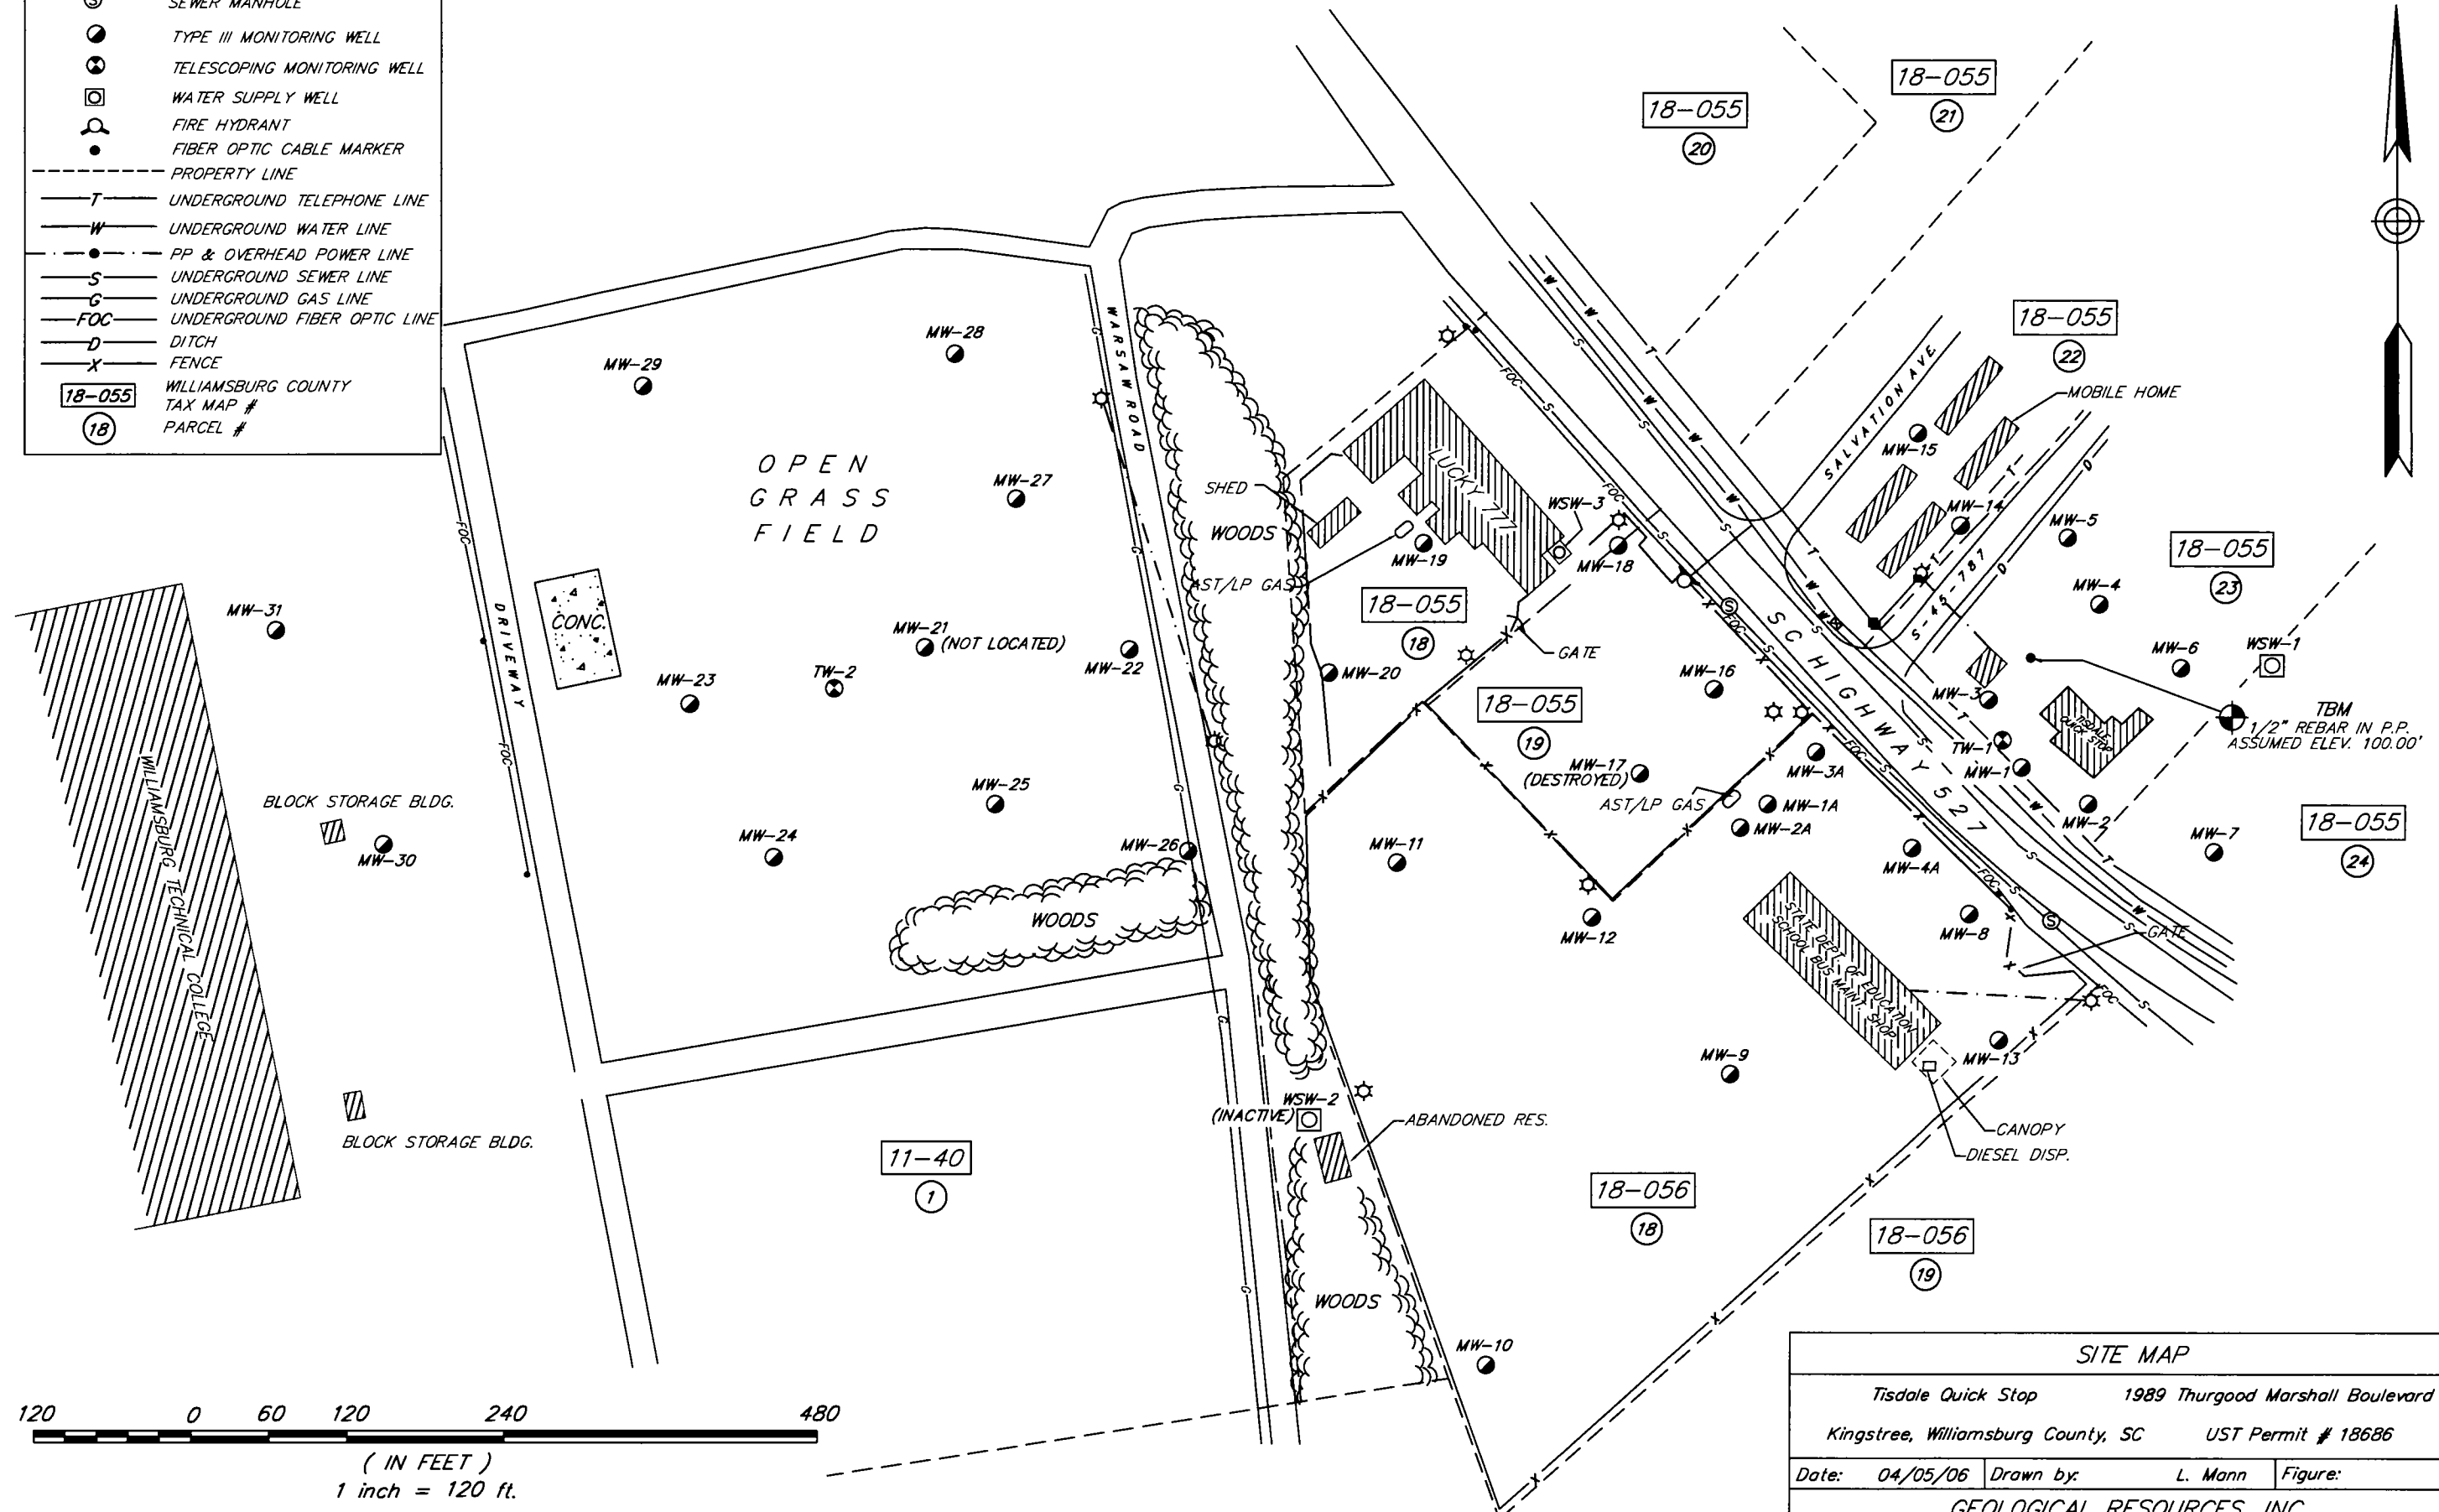 SEWER MANHOLE
TYPE III MONITORING WELL
TELESCOPING MONITORING WELL
WATER SUPPLY WELL
FIRE HYDRANT
FIBER OPTIC CABLE MARKER
PROPERTY LINE
T UNDERGROUND TELEPHONE LINE
W UNDERGROUND WATER LINE
PP & OVERHEAD POWER LINE
S UNDERGROUND SEWER LINE
G UNDERGROUND GAS LINE
FOC UNDERGROUND FIBER OPTIC LINE
D DITCH
X FENCE
18-055 WILLIAMSBURG COUNTY
TAX MAP #
18 PARCEL #
18-055
20
18-055
21
18-055
22
MOBILE HOME
SALVATION AVE.
MW-15
MW-14
MW-5
S-45-787
18-055
23
MW-4
MW-6
WSW-1
MW-3
TISDALE
QUICK STOP
TBM
1/2" REBAR IN P.P.
ASSUMED ELEV. 100.00'
TW-1
MW-1
MW-2
MW-7
18-055
24
SC HIGHWAY 527
MW-29
MW-28
MW-27
OPEN
GRASS
FIELD
WARSAW ROAD
SHED
WOODS
LUCKY 777
WSW-3
MW-19
MW-18
AST/LP GAS
18-055
18
GATE
MW-31
DRIVEWAY
CONC.
MW-21
(NOT LOCATED)
MW-22
MW-20
MW-23
TW-2
18-055
19
MW-16
MW-17
(DESTROYED)
MW-3A
AST/LP GAS
MW-1A
MW-2A
WILLIAMSBURG TECHNICAL COLLEGE
BLOCK STORAGE BLDG.
MW-30
MW-24
MW-25
MW-26
MW-11
MW-4A
WOODS
MW-12
MW-8
GATE
STATE DEPT. OF EDUCATION
SCHOOL BUS MAINT. SHOP
MW-9
MW-13
CANOPY
DIESEL DISP.
WSW-2
(INACTIVE)
ABANDONED RES.
BLOCK STORAGE BLDG.
11-40
1
18-056
18
18-056
19
WOODS
MW-10
120 0 60 120 240 480
( IN FEET )
1 inch = 120 ft.
SITE MAP
Tisdale Quick Stop 1989 Thurgood Marshall Boulevard
Kingstree, Williamsburg County, SC UST Permit # 18686
Date: 04/05/06 Drawn by: L. Mann Figure:
GEOLOGICAL RESOURCES, INC.